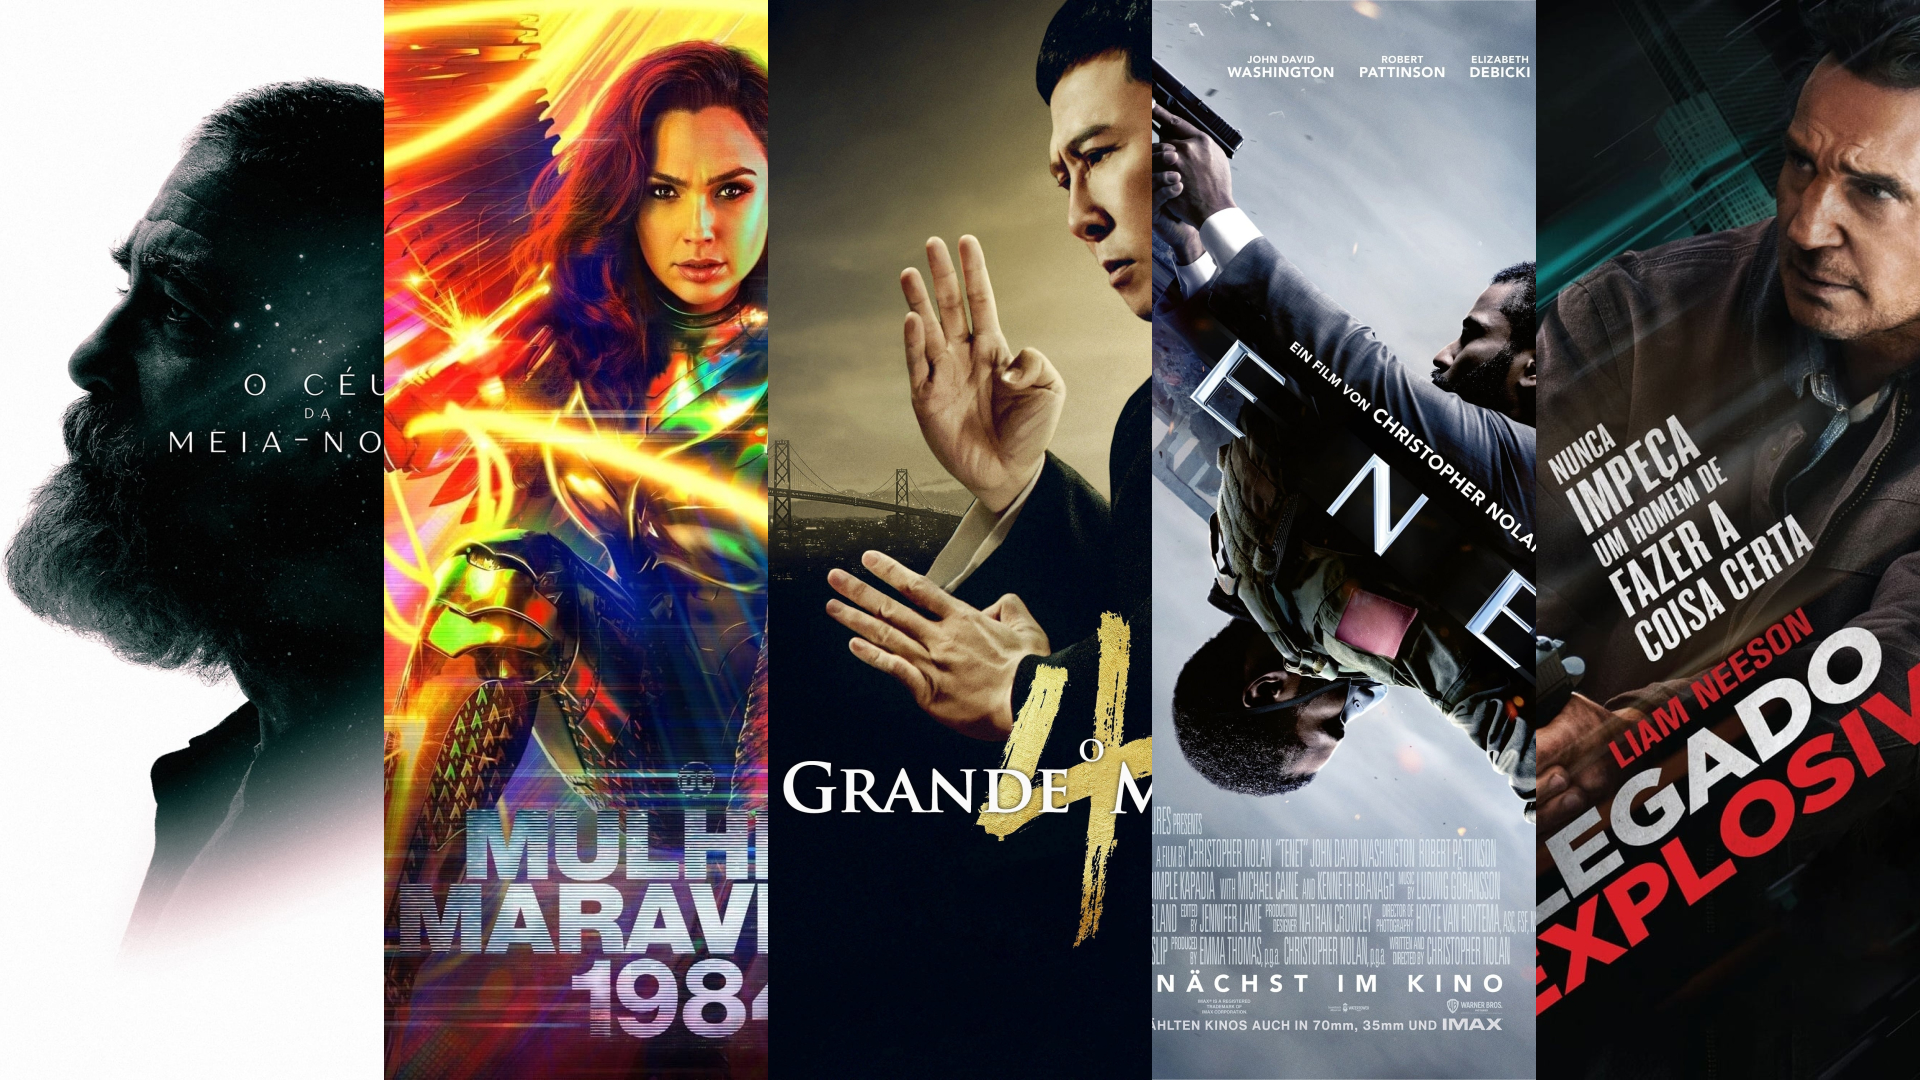 O CÉU
DA
MEIA-NO
DC
MULH
MARAVI
1984
O
GRANDE M
4
JOHN DAVID
WASHINGTON
ROBERT
PATTINSON
ELIZABETH
DEBICKI
EIN FILM VON CHRISTOPHER NOLAN
E
N
E
URES PRESENTS
A FILM BY CHRISTOPHER NOLAN "TENET" JOHN DAVID WASHINGTON ROBERT PATTINSON
IMPLE KAPADIA WITH MICHAEL CAINE AND KENNETH BRANAGH MUSIC BY LUDWIG GÖRANSSON
RLAND EDITED BY JENNIFER LAME PRODUCTION DESIGNER NATHAN CROWLEY DIRECTOR OF PHOTOGRAPHY HOYTE VAN HOYTEMA, ASC, FSF, N
SLIP PRODUCED BY EMMA THOMAS, p.g.a. CHRISTOPHER NOLAN, p.g.a. WRITTEN AND DIRECTED BY CHRISTOPHER NOLAN
NÄCHST IM KINO
IMAX® IS A REGISTERED
TRADEMARK OF
IMAX CORPORATION.
WARNER BROS.
ÄHLTEN KINOS AUCH IN 70mm, 35mm UND IMAX
NUNCA
IMPEÇA
UM HOMEM DE
FAZER A
COISA CERTA
LIAM NEESON
LEGADO
EXPLOSIV